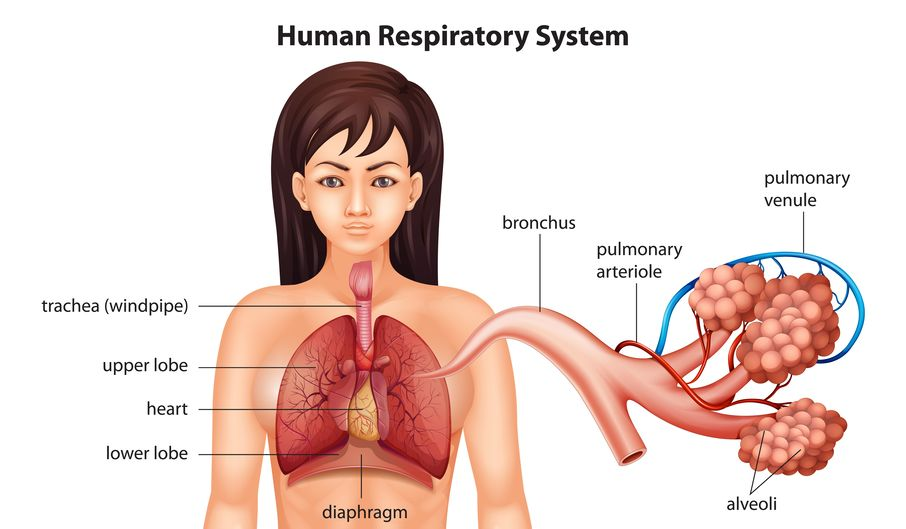 Human Respiratory System
pulmonary
venule
bronchus
pulmonary
arteriole
trachea (windpipe)
upper lobe
heart
lower lobe
diaphragm
alveoli